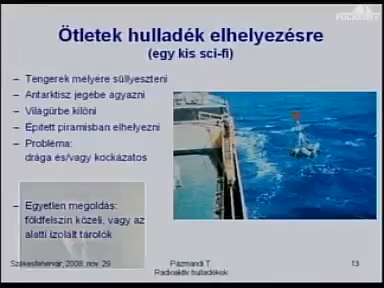 Ötletek hulladék elhelyezésre
(egy kis sci-fi)
– Tengerek mélyére süllyeszteni
– Antarktisz jegébe ágyazni
– Világűrbe kilőni
– Épített piramisban elhelyezni
– Probléma:
drága és/vagy kockázatos
– Egyetlen megoldás:
földfelszín közeli, vagy az
alatti izolált tárolók
Székesfehérvár, 2008. nov. 29.
Pázmándi T.
Radioaktív hulladékok
13